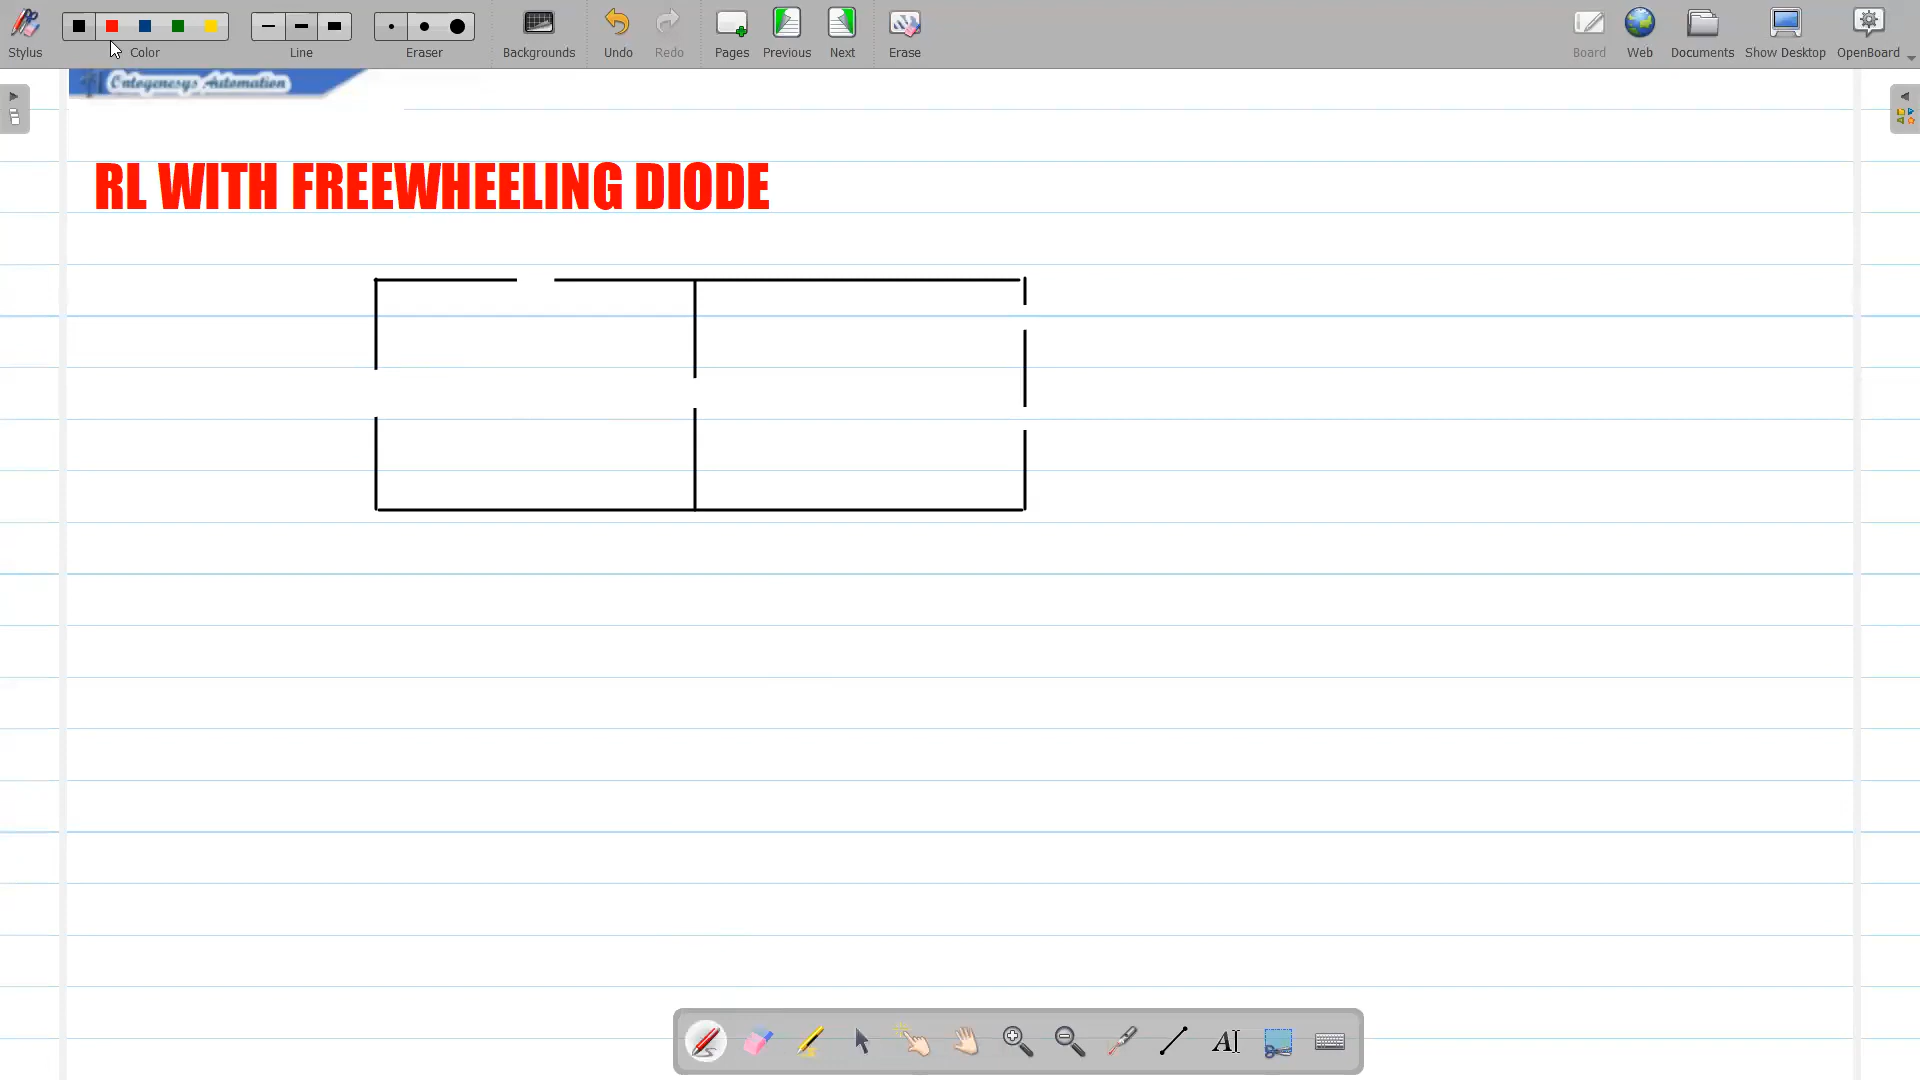 Stylus Color Line Eraser Backgrounds Undo Redo Pages Previous Next Erase Board Web Documents Show Desktop OpenBoard
Ontogenesys Automation
RL WITH FREEWHEELING DIODE
A